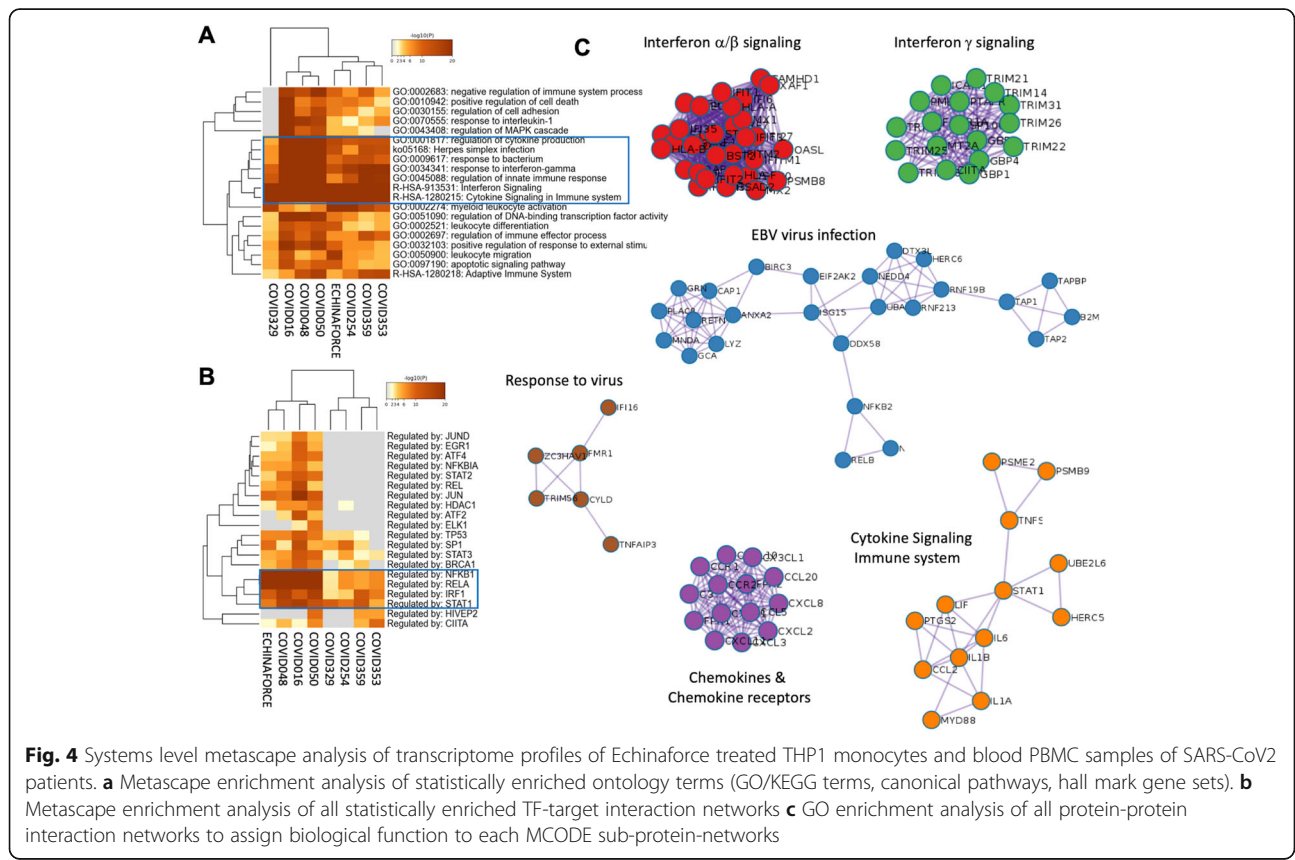 A
-log10(P)
0 2 3 4 6 10 20
GO:0002683: negative regulation of immune system process
GO:0010942: positive regulation of cell death
GO:0030155: regulation of cell adhesion
GO:0070555: response to interleukin-1
GO:0043408: regulation of MAPK cascade
GO:0001817: regulation of cytokine production
ko05168: Herpes simplex infection
GO:0009617: response to bacterium
GO:0034341: response to interferon-gamma
GO:0045088: regulation of innate immune response
R-HSA-913531: Interferon Signaling
R-HSA-1280215: Cytokine Signaling in Immune system
GO:0002274: myeloid leukocyte activation
GO:0051090: regulation of DNA-binding transcription factor activity
GO:0002521: leukocyte differentiation
GO:0002697: regulation of immune effector process
GO:0032103: positive regulation of response to external stimu
GO:0050900: leukocyte migration
GO:0097190: apoptotic signaling pathway
R-HSA-1280218: Adaptive Immune System
COVID329
COVID016
COVID048
COVID050
ECHINAFORCE
COVID254
COVID359
COVID353
B
-log10(P)
0 2 3 4 6 10 20
Regulated by: JUND
Regulated by: EGR1
Regulated by: ATF4
Regulated by: NFKBIA
Regulated by: STAT2
Regulated by: REL
Regulated by: JUN
Regulated by: HDAC1
Regulated by: ATF2
Regulated by: ELK1
Regulated by: TP53
Regulated by: SP1
Regulated by: STAT3
Regulated by: BRCA1
Regulated by: NFKB1
Regulated by: RELA
Regulated by: IRF1
Regulated by: STAT1
Regulated by: HIVEP2
Regulated by: CIITA
ECHINAFORCE
COVID048
COVID016
COVID050
COVID329
COVID254
COVID359
COVID353
C
Interferon α/β signaling
XAF1
IFI35
MX1
HLA-B
BST2
OASL
IFIT2
PSMB8
MX2
Interferon γ signaling
TRIM21
TRIM14
TRIM31
TRIM26
TRIM22
TRIM25
MT2A
GBP4
CIITA
GBP1
EBV virus infection
BIRC3
EIF2AK2
DTX3L
HERC6
NEDD4
RNF19B
UBA
RNF213
ISG15
DDX58
GRN
CAP1
PLAC8
RETN
ANXA2
MNDA
LYZ
GCA
TAPBP
TAP1
B2M
TAP2
NFKB2
RELB
N
Response to virus
IFI16
ZC3HAV1
FMR1
TRIM56
CYLD
TNFAIP3
Chemokines &
Chemokine receptors
CX3CL1
CCR1
CCR2
CCL20
CXCL8
CCL5
CXCL2
CXCL3
Cytokine Signaling
Immune system
PSME2
PSMB9
TNFS
UBE2L6
STAT1
HERC5
LIF
PTGS2
IL6
IL1B
CCL2
IL1A
MYD88
Fig. 4 Systems level metascape analysis of transcriptome profiles of Echinaforce treated THP1 monocytes and blood PBMC samples of SARS-CoV2
patients. a Metascape enrichment analysis of statistically enriched ontology terms (GO/KEGG terms, canonical pathways, hall mark gene sets). b
Metascape enrichment analysis of all statistically enriched TF-target interaction networks c GO enrichment analysis of all protein-protein
interaction networks to assign biological function to each MCODE sub-protein-networks